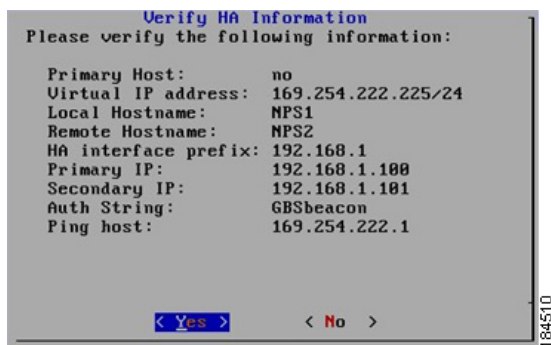 Verify HA Information
Please verify the following information:
Primary Host: no
Virtual IP address: 169.254.222.225/24
Local Hostname: NPS1
Remote Hostname: NPS2
HA interface prefix: 192.168.1
Primary IP: 192.168.1.100
Secondary IP: 192.168.1.101
Auth String: GBSbeacon
Ping host: 169.254.222.1
< Yes > < No >
184510